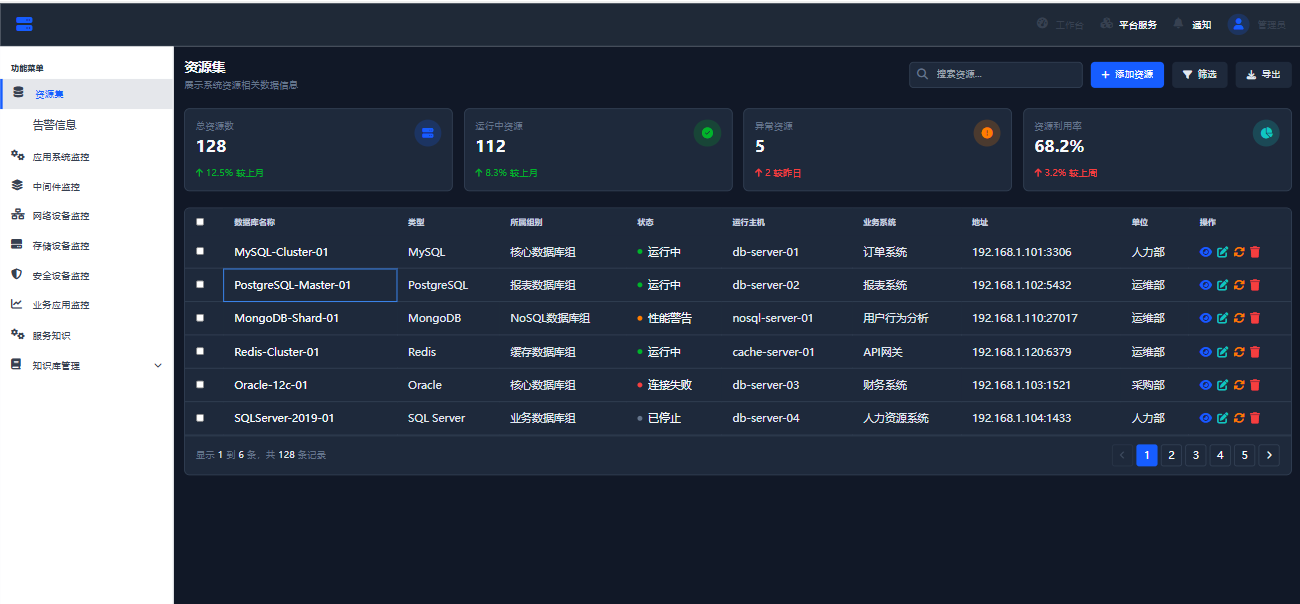 工作台 平台服务 通知 管理员
功能菜单
资源集
告警信息
应用系统监控
中间件监控
网络设备监控
存储设备监控
安全设备监控
业务应用监控
服务知识
知识库管理
资源集
展示系统资源相关数据信息
搜索资源... 添加资源 筛选 导出
总资源数
128
12.5% 较上月
运行中资源
112
8.3% 较上月
异常资源
5
2 较昨日
资源利用率
68.2%
3.2% 较上周
数据库名称 类型 所属组别 状态 运行主机 业务系统 地址 单位 操作
MySQL-Cluster-01 MySQL 核心数据库组 运行中 db-server-01 订单系统 192.168.1.101:3306 人力部
PostgreSQL-Master-01 PostgreSQL 报表数据库组 运行中 db-server-02 报表系统 192.168.1.102:5432 运维部
MongoDB-Shard-01 MongoDB NoSQL数据库组 性能警告 nosql-server-01 用户行为分析 192.168.1.110:27017 运维部
Redis-Cluster-01 Redis 缓存数据库组 运行中 cache-server-01 API网关 192.168.1.120:6379 运维部
Oracle-12c-01 Oracle 核心数据库组 连接失败 db-server-03 财务系统 192.168.1.103:1521 采购部
SQLServer-2019-01 SQL Server 业务数据库组 已停止 db-server-04 人力资源系统 192.168.1.104:1433 人力部
显示 1 到 6 条，共 128 条记录
1 2 3 4 5